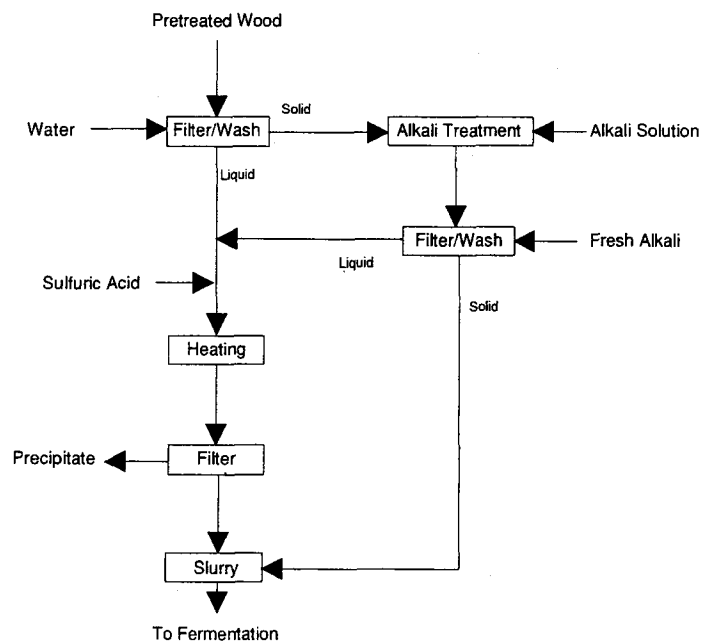 Pretreated Wood
Solid
Water
Filter/Wash
Alkali Treatment
Alkali Solution
Liquid
Filter/Wash
Fresh Alkali
Liquid
Sulfuric Acid
Solid
Heating
Precipitate
Filter
Slurry
To Fermentation